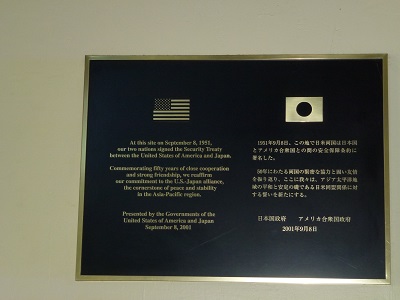 At this site on September 8, 1951,
our two nations signed the Security Treaty
between the United States of America and Japan.
Commemorating fifty years of close cooperation
and strong friendship, we reaffirm
our commitment to the U.S.-Japan alliance,
the cornerstone of peace and stability
in the Asia-Pacific region.
Presented by the Governments of the
United States of America and Japan
September 8, 2001
1951年9月8日、この地で日米両国は日本国
とアメリカ合衆国との間の安全保障条約に
署名した。
50年にわたる両国の緊密な協力と固い友情
を振り返り、ここに我々は、アジア太平洋地
域の平和と安定の礎である日米同盟関係に対
する誓いを新たにする。
日本国政府 アメリカ合衆国政府
2001年9月8日